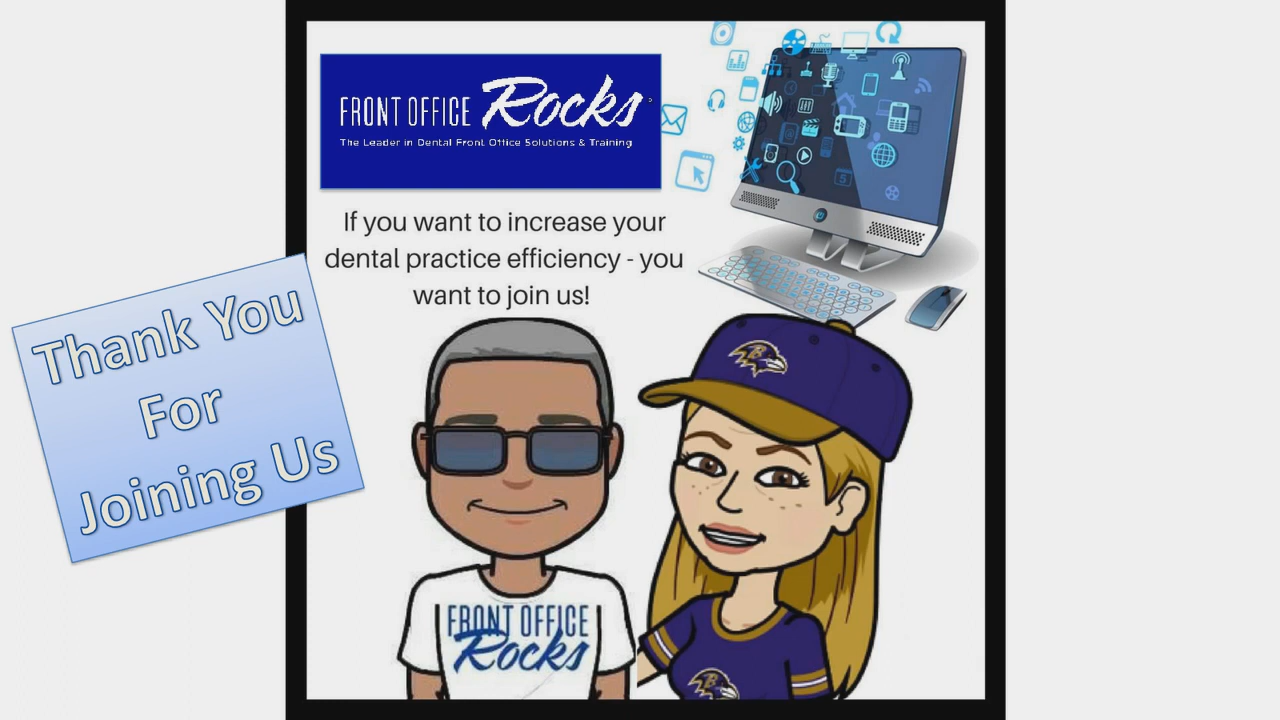 FRONT OFFICE Rocks
The Leader in Dental Front Office Solutions & Training
If you want to increase your
dental practice efficiency - you
want to join us!
Thank You
For
Joining Us
B
FRONT OFFICE
Rocks
B